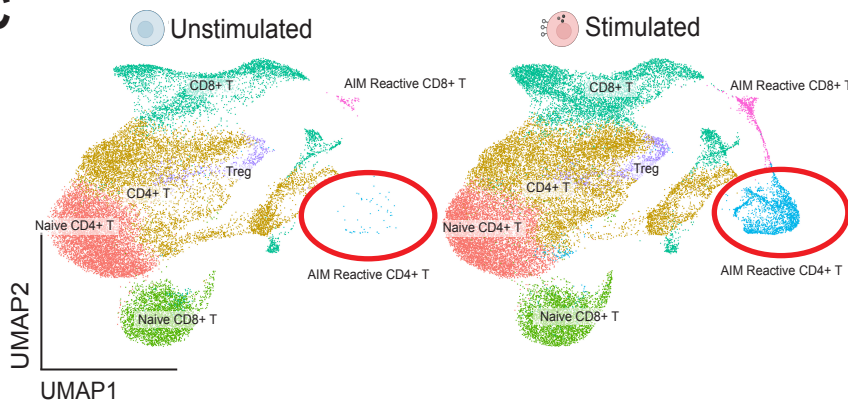 Unstimulated
Stimulated
CD8+ T
AIM Reactive CD8+ T
CD4+ T
Treg
Naive CD4+ T
AIM Reactive CD4+ T
Naive CD8+ T
CD8+ T
AIM Reactive CD8+ T
CD4+ T
Treg
Naive CD4+ T
AIM Reactive CD4+ T
Naive CD8+ T
UMAP2
UMAP1